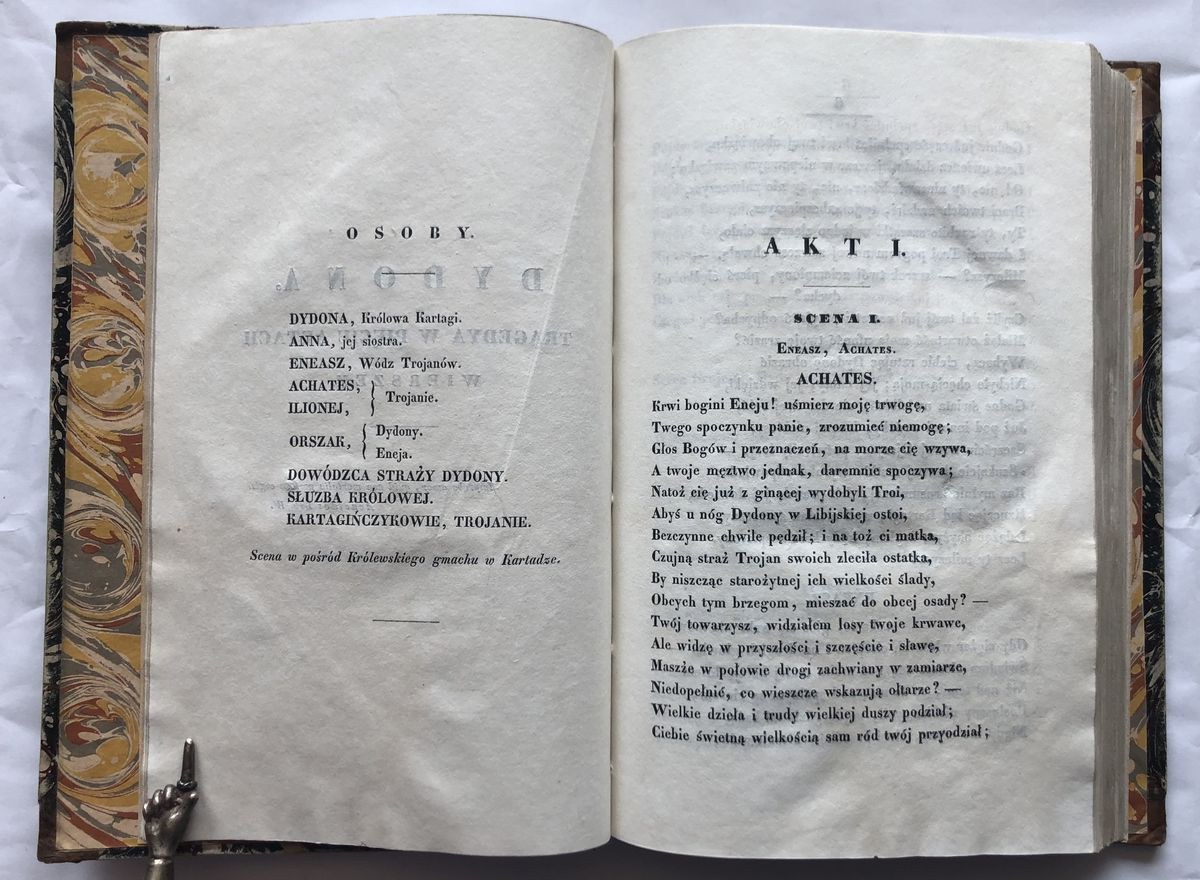 OSOBY.
DYDONA, Królowa Kartagi.
ANNA, jej siostra.
ENEASZ, Wódz Trojanów.
ACHATES,
ILIONEJ,
Trojanie.
ORSZAK,
Dydony.
Eneja.
DOWÓDZCA STRAŻY DYDONY.
SŁUZBA KRÓLOWEJ.
KARTAGIŃCZYKOWIE, TROJANIE.
Scena w pośród Królewskiego gmachu w Kartadze.
AKT I.
SCENA I.
ENEASZ, ACHATES.
ACHATES.
Krwi bogini Eneju! uśmierz moję trwogę,
Twego spoczynku panie, zrozumieć niemogę;
Głos Bogów i przeznaczeń, na morze cię wzywa,
A twoje męztwo jednak, daremnie spoczywa;
Natoż cię już z ginącej wydobyli Troi,
Abyś u nóg Dydony w Libijskiej ostoi,
Bezczynne chwile pędził; i na toż ci matka,
Czujną straż Trojan swoich zleciła ostatka,
By niszcząc starożytnej ich wielkości ślady,
Obcych tym brzegom, mieszać do obcej osady? —
Twój towarzysz, widziałem losy twoje krwawe,
Ale widzę w przyszłości i szczęście i sławę,
Maszże w połowie drogi zachwiany w zamiarze,
Niedopełnić, co wieszcze wskazują ołtarze? —
Wielkie dzieła i trudy wielkiej duszy podział;
Ciebie świetną wielkością sam ród twój przyodział;